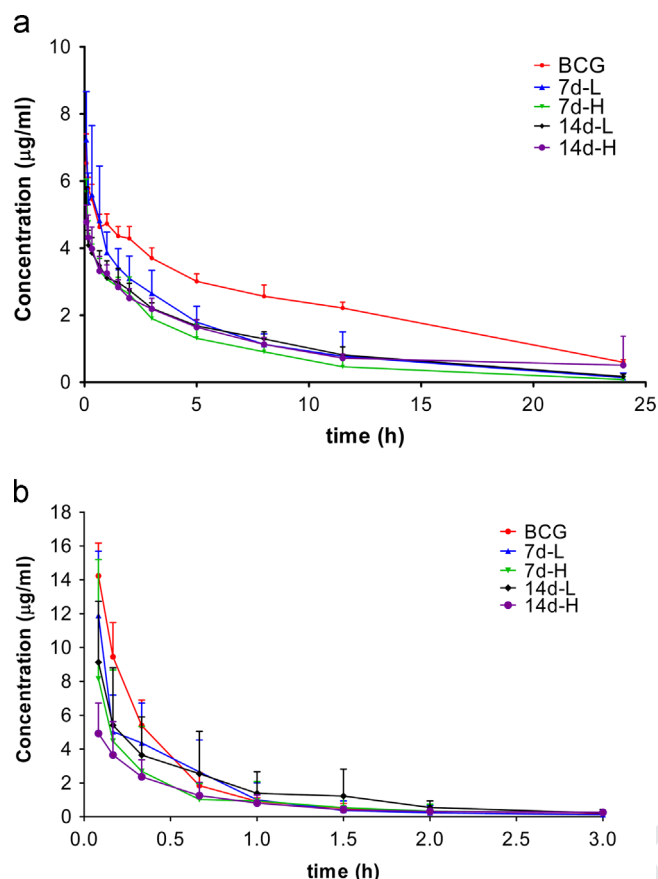 a
10
8
6
4
2
0
Concentration (μg/ml)
BCG
7d-L
7d-H
14d-L
14d-H
0 5 10 15 20 25
time (h)
b
18
16
14
12
10
8
6
4
2
0
Concentration (μg/ml)
BCG
7d-L
7d-H
14d-L
14d-H
0.0 0.5 1.0 1.5 2.0 2.5 3.0
time (h)